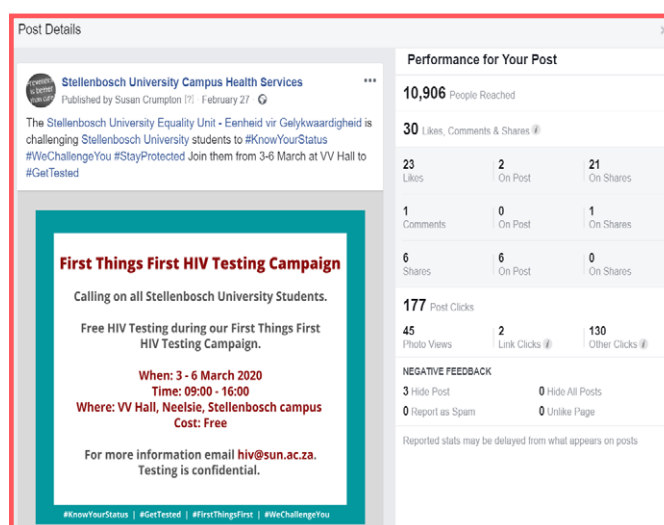 Post Details
Stellenbosch University Campus Health Services
Published by Susan Crumpton [?] · February 27 ·
The Stellenbosch University Equality Unit - Eenheid vir Gelykwaardigheid is
challenging Stellenbosch University students to #KnowYourStatus
#WeChallengeYou #StayProtected Join them from 3-6 March at VV Hall to
#GetTested
First Things First HIV Testing Campaign
Calling on all Stellenbosch University Students.
Free HIV Testing during our First Things First
HIV Testing Campaign.
When: 3 - 6 March 2020
Time: 09:00 - 16:00
Where: VV Hall, Neelsie, Stellenbosch campus
Cost: Free
For more information email hiv@sun.ac.za.
Testing is confidential.
#KnowYourStatus | #GetTested | #FirstThingsFirst | #WeChallengeYou
Performance for Your Post
10,906 People Reached
30 Likes, Comments & Shares
23 2 21
Likes On Post On Shares
1 0 1
Comments On Post On Shares
6 6 0
Shares On Post On Shares
177 Post Clicks
45 2 130
Photo Views Link Clicks Other Clicks
NEGATIVE FEEDBACK
3 Hide Post 0 Hide All Posts
0 Report as Spam 0 Unlike Page
Reported stats may be delayed from what appears on posts